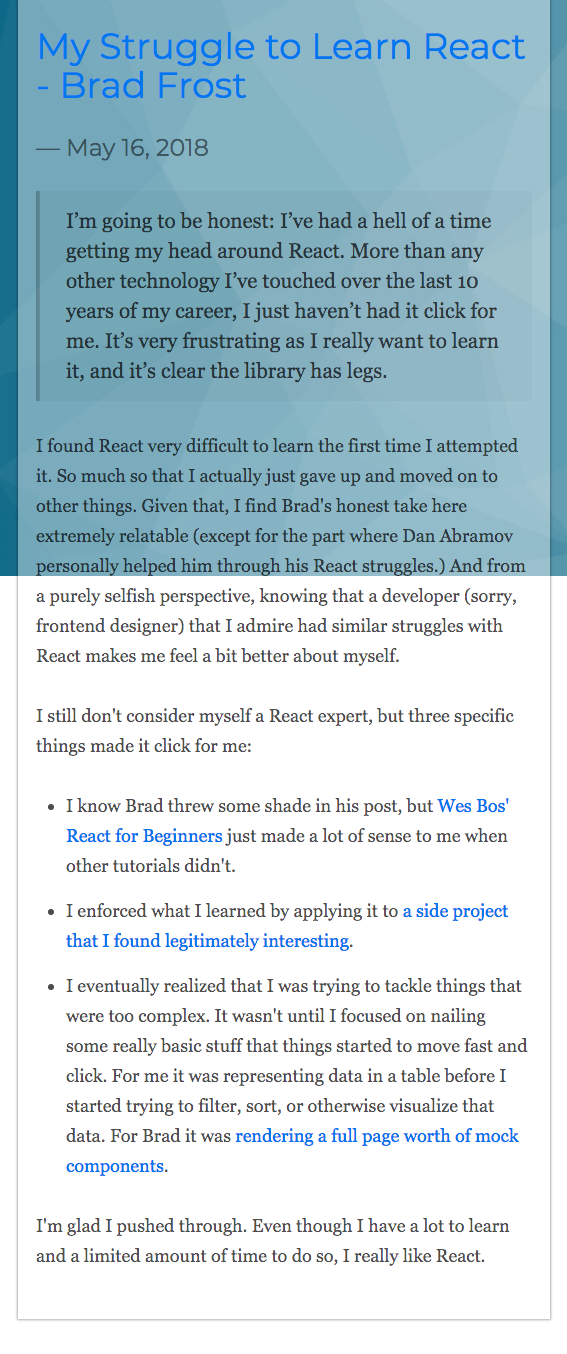 My Struggle to Learn React
- Brad Frost
— May 16, 2018
I’m going to be honest: I’ve had a hell of a time
getting my head around React. More than any
other technology I’ve touched over the last 10
years of my career, I just haven’t had it click for
me. It’s very frustrating as I really want to learn
it, and it’s clear the library has legs.
I found React very difficult to learn the first time I attempted
it. So much so that I actually just gave up and moved on to
other things. Given that, I find Brad's honest take here
extremely relatable (except for the part where Dan Abramov
personally helped him through his React struggles.) And from
a purely selfish perspective, knowing that a developer (sorry,
frontend designer) that I admire had similar struggles with
React makes me feel a bit better about myself.
I still don't consider myself a React expert, but three specific
things made it click for me:
• I know Brad threw some shade in his post, but Wes Bos'
React for Beginners just made a lot of sense to me when
other tutorials didn't.
• I enforced what I learned by applying it to a side project
that I found legitimately interesting.
• I eventually realized that I was trying to tackle things that
were too complex. It wasn't until I focused on nailing
some really basic stuff that things started to move fast and
click. For me it was representing data in a table before I
started trying to filter, sort, or otherwise visualize that
data. For Brad it was rendering a full page worth of mock
components.
I'm glad I pushed through. Even though I have a lot to learn
and a limited amount of time to do so, I really like React.